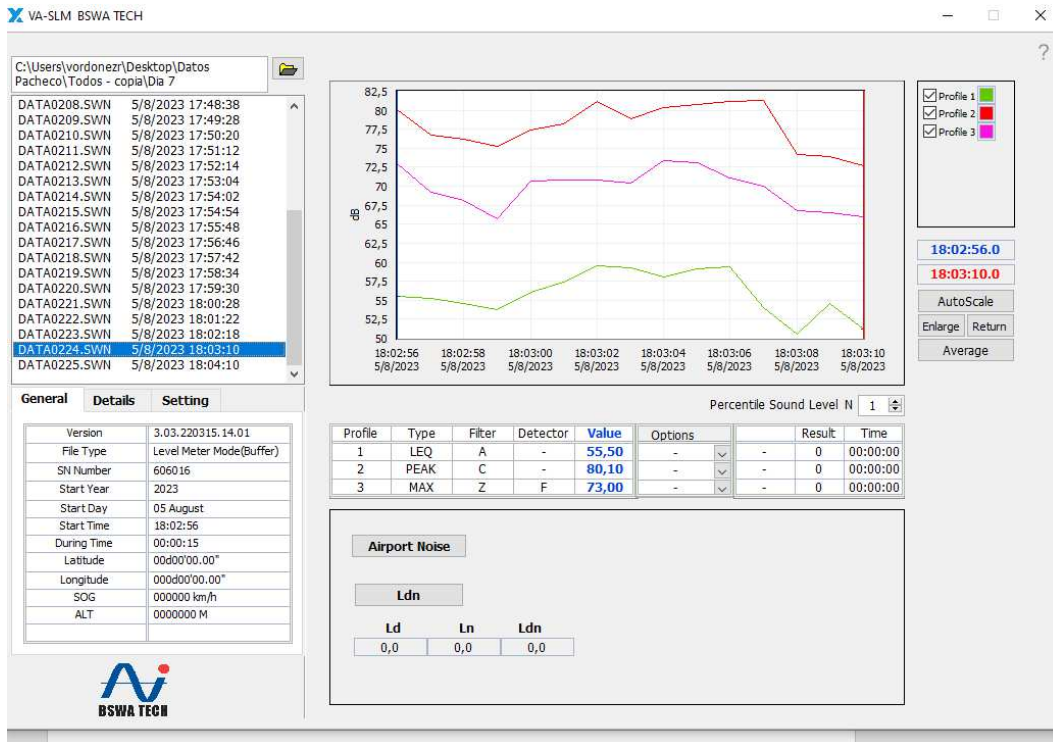 VA-SLM BSWA TECH
?
C:\Users\vordonezr\Desktop\Datos
Pacheco\Todos - copia\Dia 7
DATA0208.SWN 5/8/2023 17:48:38
DATA0209.SWN 5/8/2023 17:49:28
DATA0210.SWN 5/8/2023 17:50:20
DATA0211.SWN 5/8/2023 17:51:12
DATA0212.SWN 5/8/2023 17:52:14
DATA0213.SWN 5/8/2023 17:53:04
DATA0214.SWN 5/8/2023 17:54:02
DATA0215.SWN 5/8/2023 17:54:54
DATA0216.SWN 5/8/2023 17:55:48
DATA0217.SWN 5/8/2023 17:56:46
DATA0218.SWN 5/8/2023 17:57:42
DATA0219.SWN 5/8/2023 17:58:34
DATA0220.SWN 5/8/2023 17:59:30
DATA0221.SWN 5/8/2023 18:00:28
DATA0222.SWN 5/8/2023 18:01:22
DATA0223.SWN 5/8/2023 18:02:18
DATA0224.SWN 5/8/2023 18:03:10
DATA0225.SWN 5/8/2023 18:04:10
General Details Setting
Version 3.03.220315.14.01
File Type Level Meter Mode(Buffer)
SN Number 606016
Start Year 2023
Start Day 05 August
Start Time 18:02:56
During Time 00:00:15
Latitude 00d00'00.00"
Longitude 000d00'00.00"
SOG 000000 km/h
ALT 0000000 M
BSWA TECH
dB
82,5
80
77,5
75
72,5
70
67,5
65
62,5
60
57,5
55
52,5
50
18:02:56 18:02:58 18:03:00 18:03:02 18:03:04 18:03:06 18:03:08 18:03:10
5/8/2023 5/8/2023 5/8/2023 5/8/2023 5/8/2023 5/8/2023 5/8/2023 5/8/2023
Profile 1
Profile 2
Profile 3
18:02:56.0
18:03:10.0
AutoScale
Enlarge Return
Average
Percentile Sound Level N 1
Profile Type Filter Detector Value Options Result Time
1 LEQ A - 55,50 - - 0 00:00:00
2 PEAK C - 80,10 - - 0 00:00:00
3 MAX Z F 73,00 - - 0 00:00:00
Airport Noise
Ldn
Ld Ln Ldn
0,0 0,0 0,0